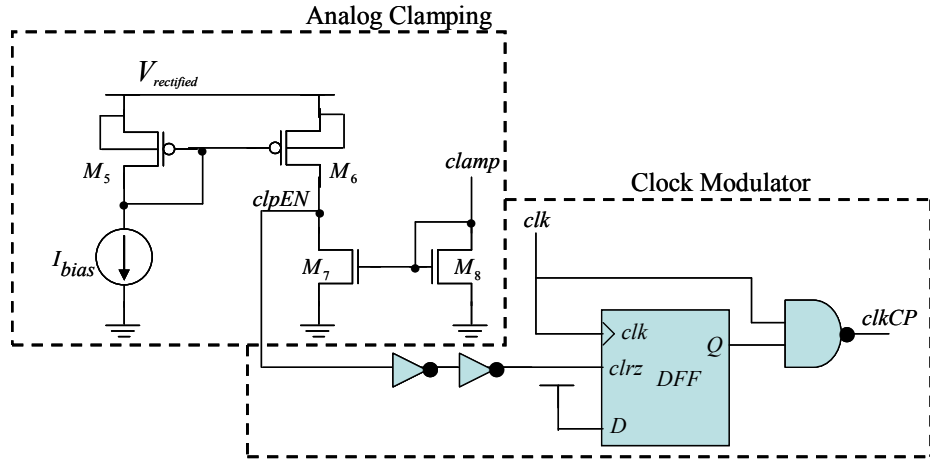 Analog Clamping
V_rectified
M_5
M_6
clamp
clpEN
I_bias
M_7
M_8
Clock Modulator
clk
clk
Q
clkCP
clrz
DFF
D